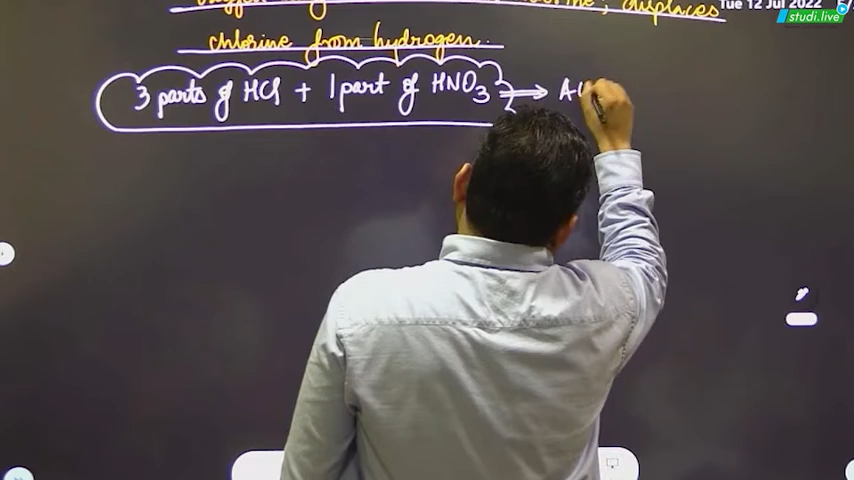 displaces
Tue 12 Jul 2022
studi.live
chlorine from hydrogen.
3 parts of HCl + 1 part of HNO3 ⇒